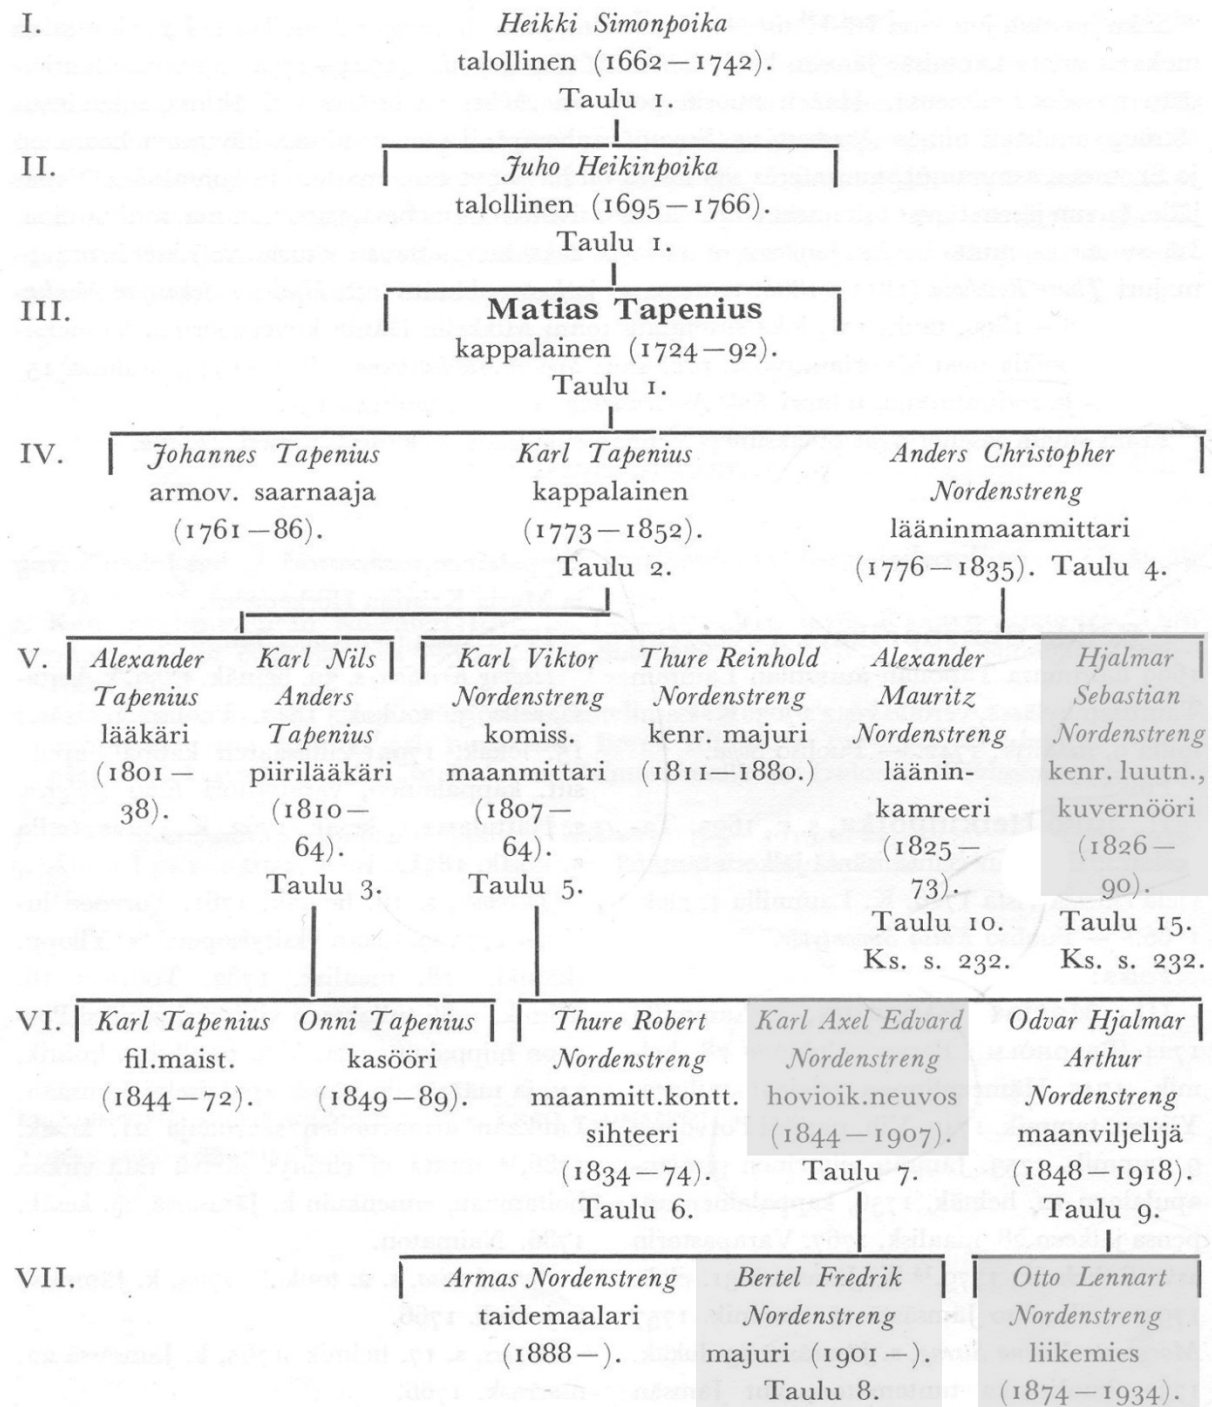 I.
Heikki Simonpoika
talollinen (1662—1742).
Taulu 1.
II.
Juho Heikinpoika
talollinen (1695—1766).
Taulu 1.
III.
Matias Tapenius
kappalainen (1724—92).
Taulu 1.
IV.
Johannes Tapenius
armov. saarnaaja
(1761—86).
Karl Tapenius
kappalainen
(1773—1852).
Taulu 2.
Anders Christopher
Nordenstreng
lääninmaanmittari
(1776—1835). Taulu 4.
V.
Alexander
Tapenius
lääkäri
(1801—
38).
Karl Nils
Anders
Tapenius
piirilääkäri
(1810—
64).
Taulu 3.
Karl Viktor
Nordenstreng
komiss.
maanmittari
(1807—
64).
Taulu 5.
Thure Reinhold
Nordenstreng
kenr. majuri
(1811—1880.)
Alexander
Mauritz
Nordenstreng
läänin-
kamreeri
(1825—
73).
Taulu 10.
Ks. s. 232.
Hjalmar
Sebastian
Nordenstreng
kenr. luutn.,
kuvernööri
(1826—
90).
Taulu 15.
Ks. s. 232.
VI.
Karl Tapenius
fil.maist.
(1844—72).
Onni Tapenius
kasööri
(1849—89).
Thure Robert
Nordenstreng
maanmitt.kontt.
sihteeri
(1834—74).
Taulu 6.
Karl Axel Edvard
Nordenstreng
hovioik.neuvos
(1844—1907).
Taulu 7.
Odvar Hjalmar
Arthur
Nordenstreng
maanviljelijä
(1848—1918).
Taulu 9.
VII.
Armas Nordenstreng
taidemaalari
(1888—).
Bertel Fredrik
Nordenstreng
majuri (1901—).
Taulu 8.
Otto Lennart
Nordenstreng
liikemies
(1874—1934).